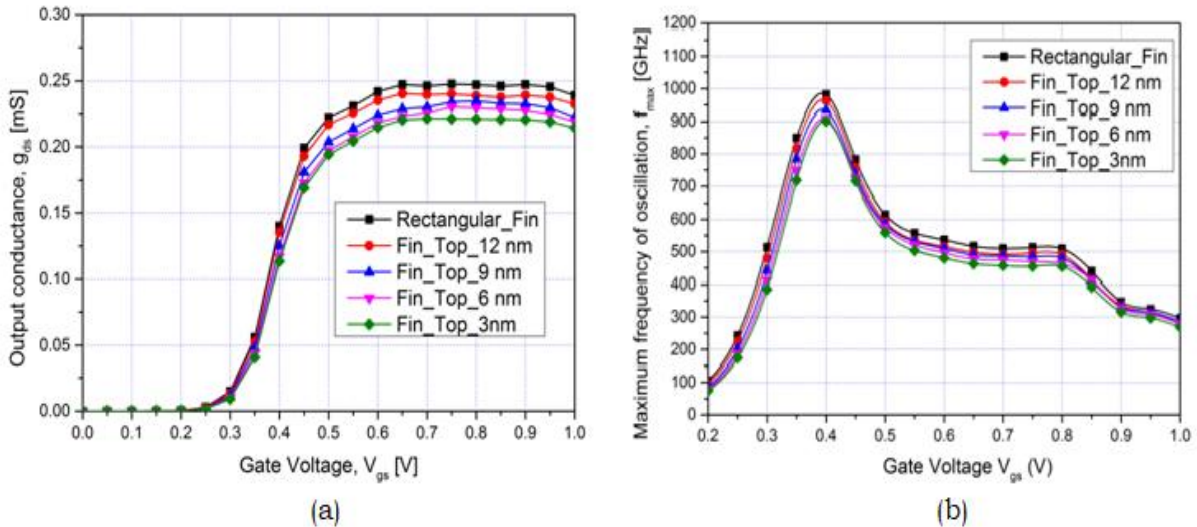 0.30
0.25
0.20
0.15
0.10
0.05
0.00
Output conductance, g_ds [mS]
Rectangular_Fin
Fin_Top_12 nm
Fin_Top_9 nm
Fin_Top_6 nm
Fin_Top_3nm
0.0 0.1 0.2 0.3 0.4 0.5 0.6 0.7 0.8 0.9 1.0
Gate Voltage, V_gs [V]
(a)
1200
1100
1000
900
800
700
600
500
400
300
200
100
0
Maximum frequency of oscillation, f_max [GHz]
Rectangular_Fin
Fin_Top_12 nm
Fin_Top_9 nm
Fin_Top_6 nm
Fin_Top_3nm
0.2 0.3 0.4 0.5 0.6 0.7 0.8 0.9 1.0
Gate Voltage V_gs (V)
(b)